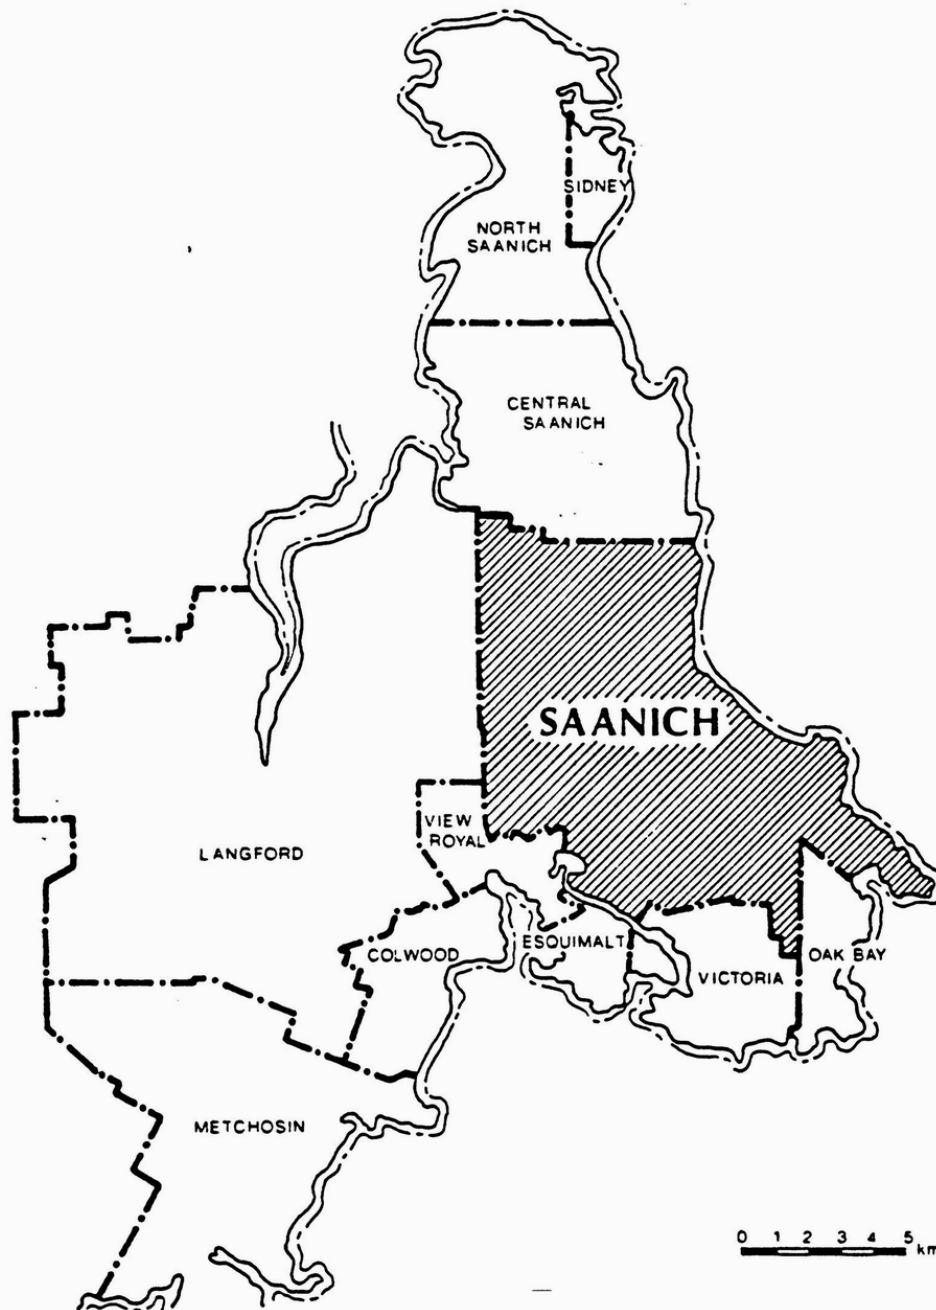 SIDNEY
NORTH
SAANICH
CENTRAL
SAANICH
SAANICH
VIEW
ROYAL
LANGFORD
COLWOOD
ESQUIMALT
VICTORIA
OAK BAY
METCHOSIN
0 1 2 3 4 5
km